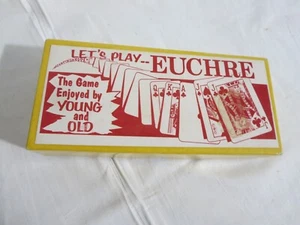 LET'S PLAY-- EUCHRE
The Game
Enjoyed by
YOUNG
and
OLD
Q K A J J